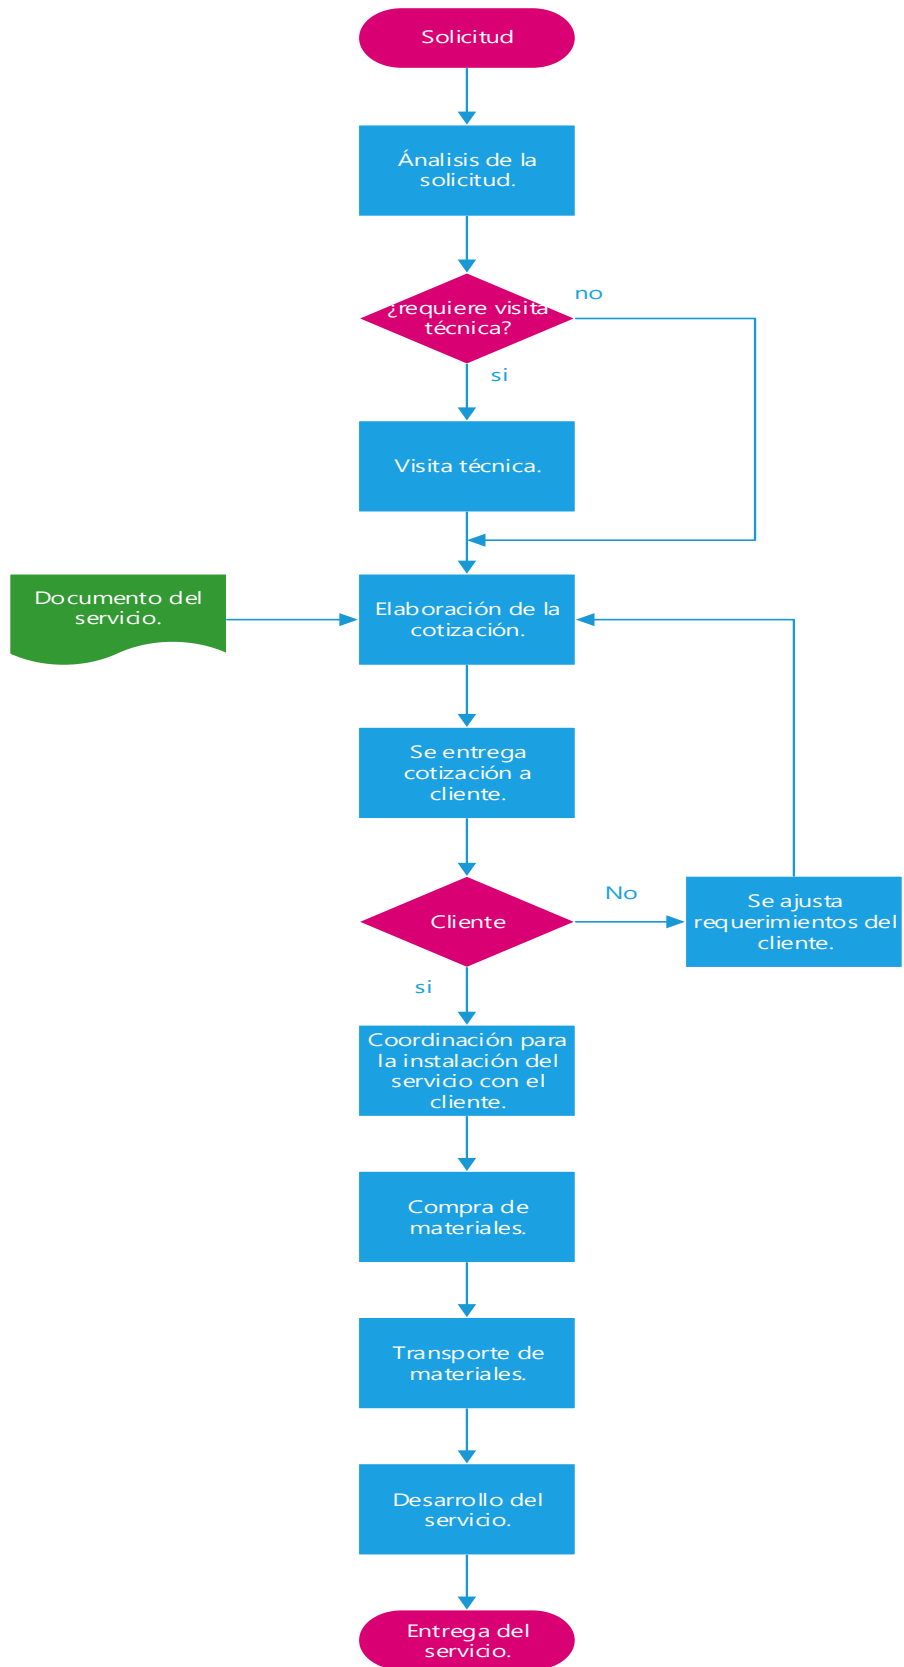 Solicitud
Ánalisis de la
solicitud.
¿requiere visita
técnica?
no
si
Visita técnica.
Documento del
servicio.
Elaboración de la
cotización.
Se entrega
cotización a
cliente.
Cliente
No
Se ajusta
requerimientos del
cliente.
si
Coordinación para
la instalación del
servicio con el
cliente.
Compra de
materiales.
Transporte de
materiales.
Desarrollo del
servicio.
Entrega del
servicio.